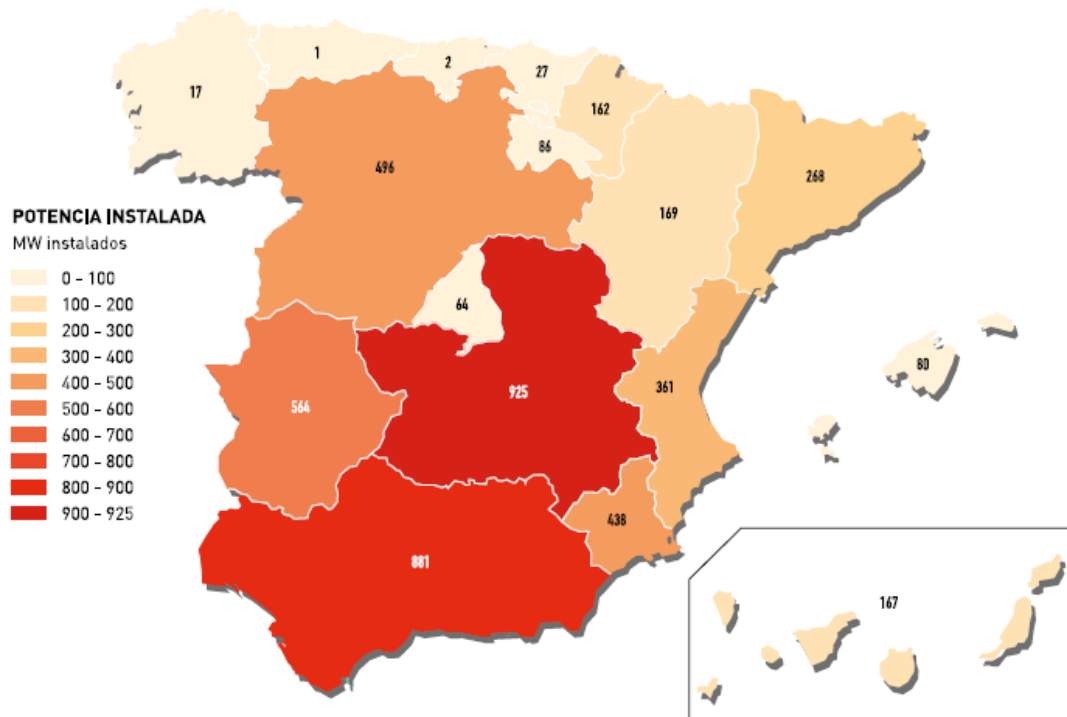 1
2
27
17
162
86
496
268
169
POTENCIA INSTALADA
MW instalados
0 – 100
100 – 200
200 – 300
300 – 400
400 – 500
500 – 600
600 – 700
700 – 800
800 – 900
900 – 925
64
80
361
925
564
438
881
167